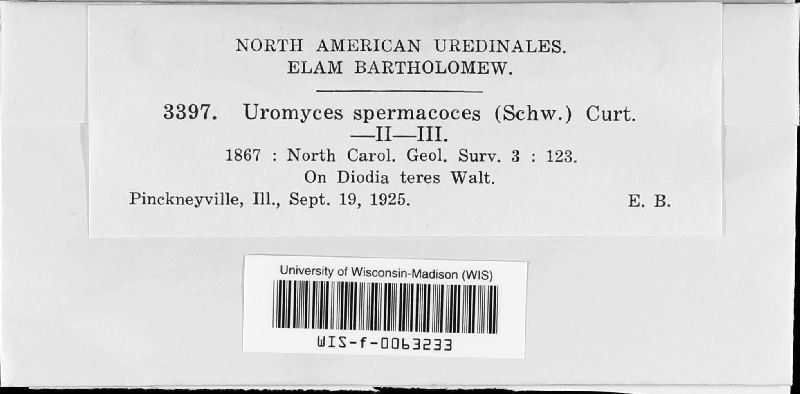 NORTH AMERICAN UREDINALES.
ELAM BARTHOLOMEW.
3397. Uromyces spermacoces (Schw.) Curt.
—II—III.
1867 : North Carol. Geol. Surv. 3 : 123.
On Diodia teres Walt.
Pinckneyville, Ill., Sept. 19, 1925. E. B.
University of Wisconsin-Madison (WIS)
WIS-f-0063233